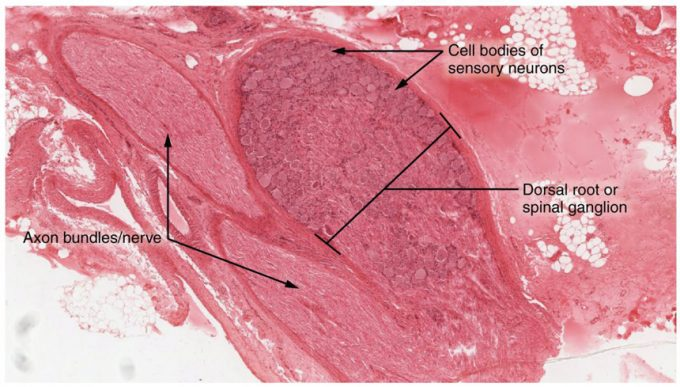 Cell bodies of
sensory neurons
Dorsal root or
spinal ganglion
Axon bundles/nerve